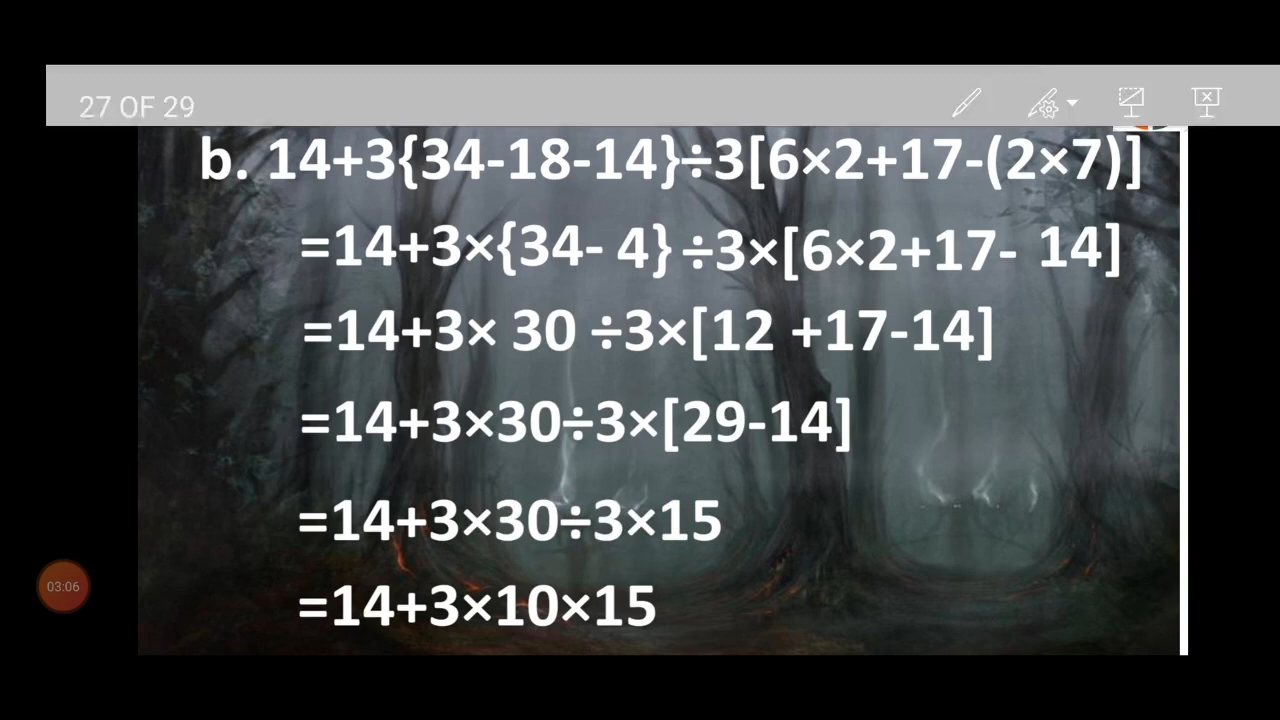 27 OF 29
b. 14+3{34-18-14}÷3[6×2+17-(2×7)]
=14+3×{34- 4} ÷3×[6×2+17- 14]
=14+3× 30 ÷3×[12 +17-14]
=14+3×30÷3×[29-14]
=14+3×30÷3×15
=14+3×10×15
03:06